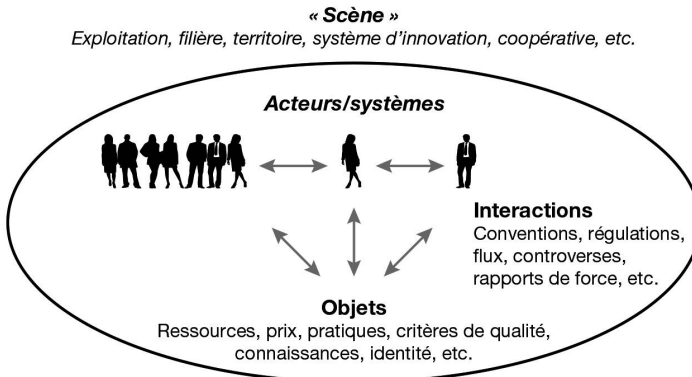 « Scène »
Exploitation, filière, territoire, système d’innovation, coopérative, etc.
Acteurs/systèmes
Interactions
Conventions, régulations,
flux, controverses,
rapports de force, etc.
Objets
Ressources, prix, pratiques, critères de qualité,
connaissances, identité, etc.